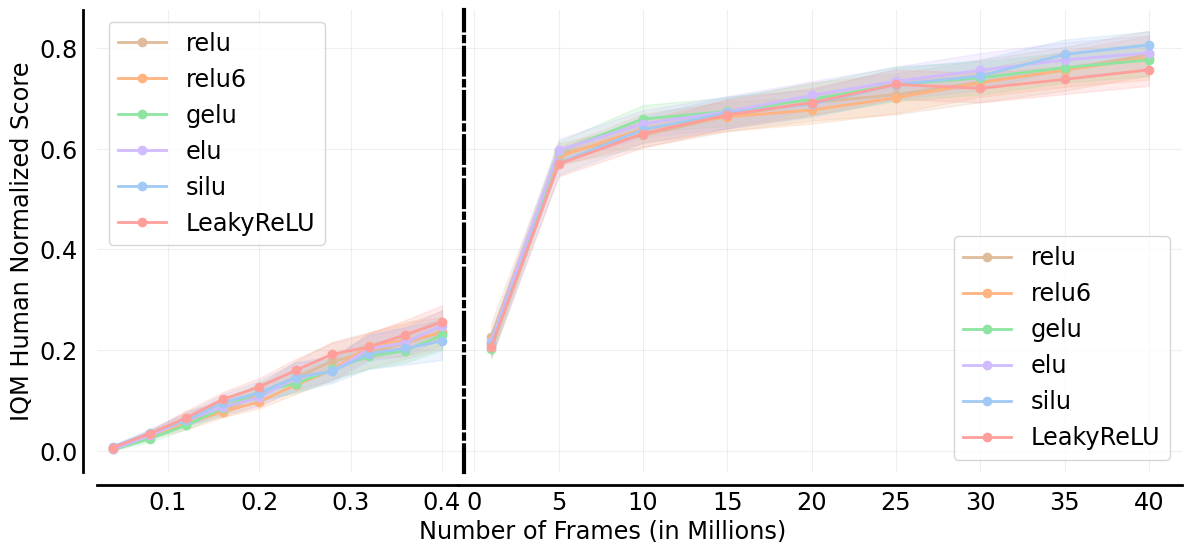 IQM Human Normalized Score
0.8
0.6
0.4
0.2
0.0
relu
relu6
gelu
elu
silu
LeakyReLU
relu
relu6
gelu
elu
silu
LeakyReLU
0.1 0.2 0.3 0.4 0 5 10 15 20 25 30 35 40
Number of Frames (in Millions)